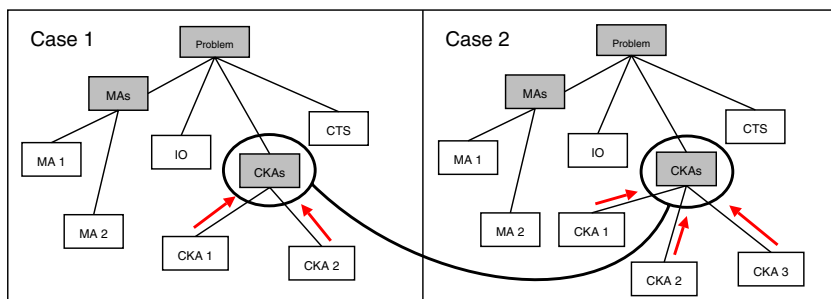 Case 1
Problem
MAs
CTS
MA 1
IO
CKAs
MA 2
CKA 1
CKA 2
Case 2
Problem
MAs
CTS
MA 1
IO
CKAs
MA 2
CKA 1
CKA 2
CKA 3